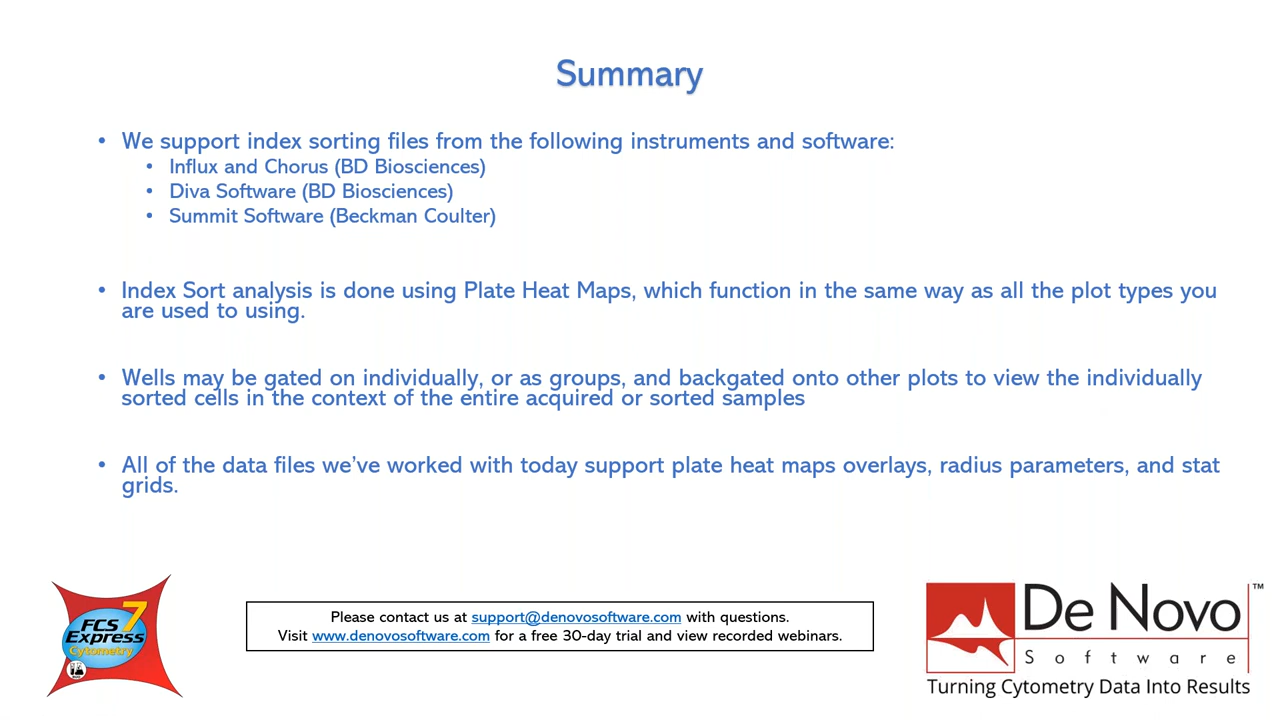 Summary
• We support index sorting files from the following instruments and software:
• Influx and Chorus (BD Biosciences)
• Diva Software (BD Biosciences)
• Summit Software (Beckman Coulter)
• Index Sort analysis is done using Plate Heat Maps, which function in the same way as all the plot types you
are used to using.
• Wells may be gated on individually, or as groups, and backgated onto other plots to view the individually
sorted cells in the context of the entire acquired or sorted samples
• All of the data files we’ve worked with today support plate heat maps overlays, radius parameters, and stat
grids.
FCS 7
Express
Cytometry
Please contact us at support@denovosoftware.com with questions.
Visit www.denovosoftware.com for a free 30-day trial and view recorded webinars.
De Novo ™
Software
Turning Cytometry Data Into Results